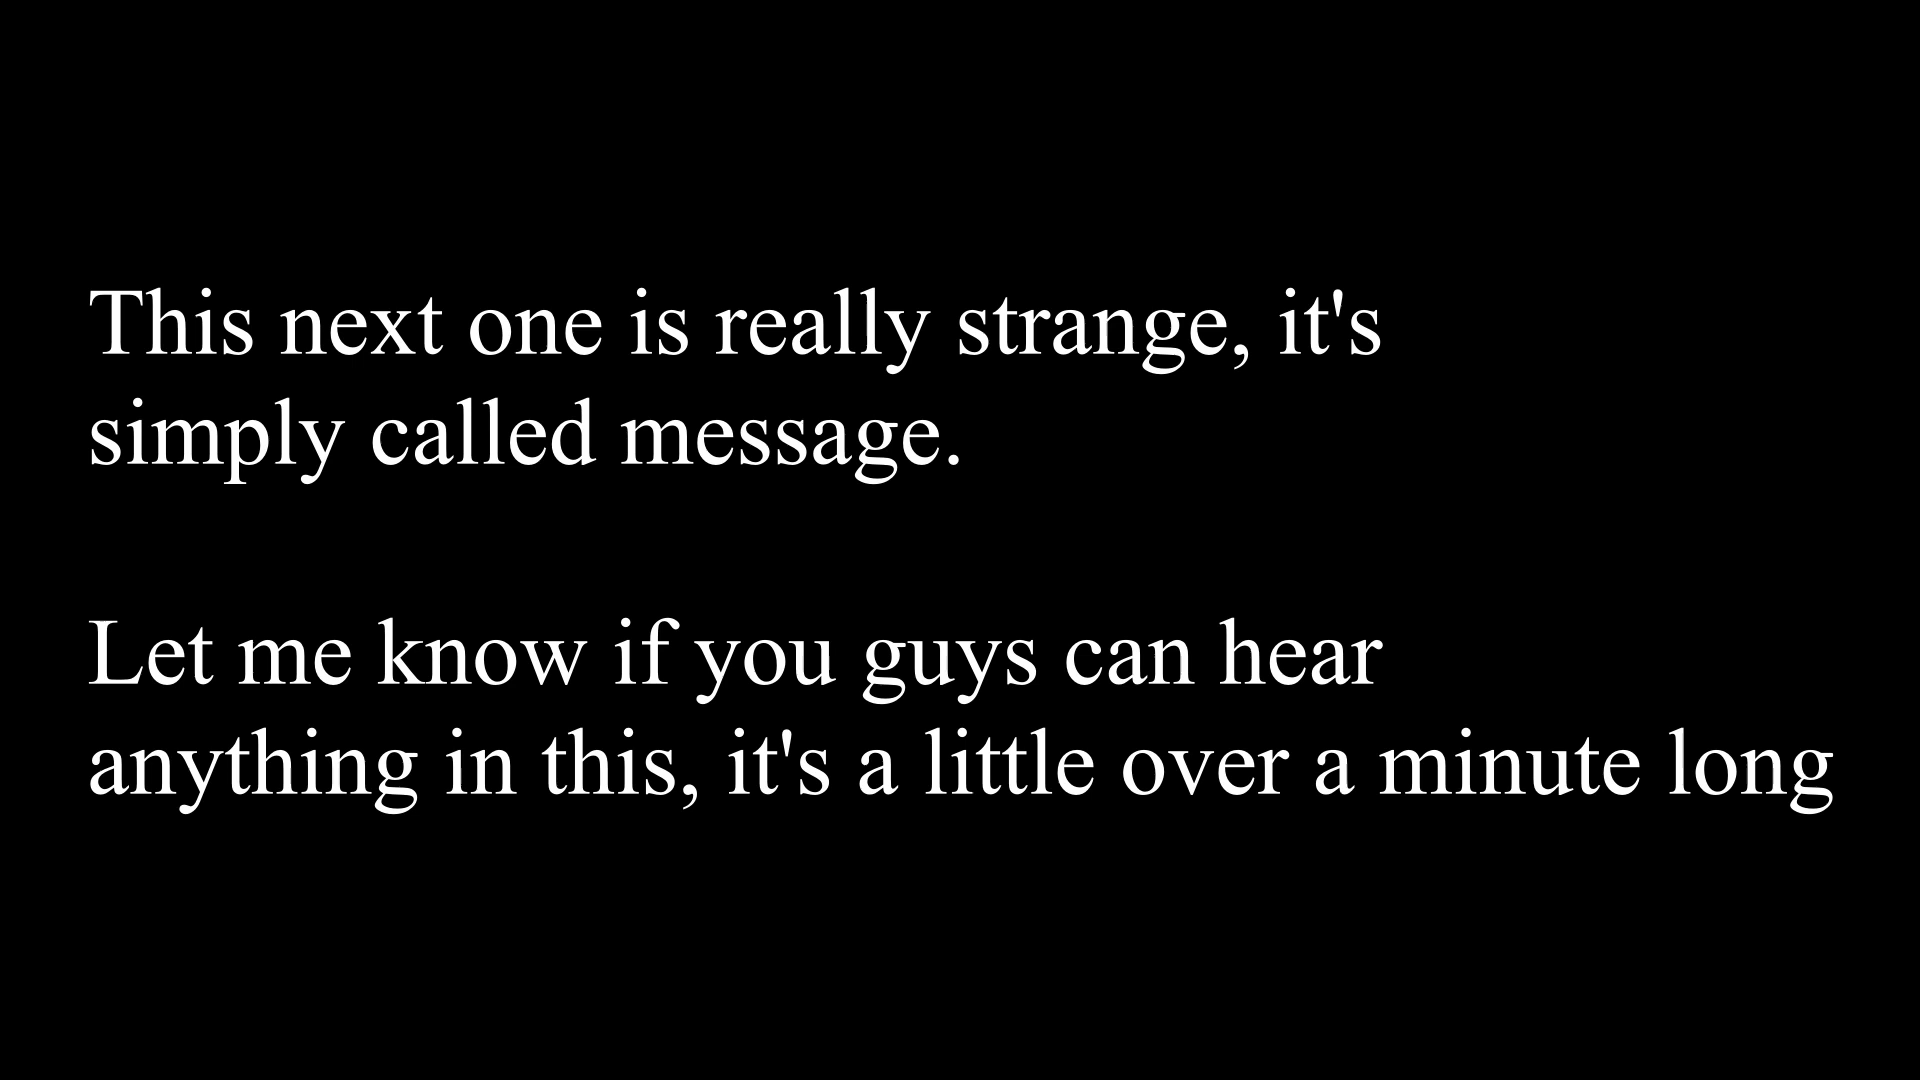 This next one is really strange, it's
simply called message.
Let me know if you guys can hear
anything in this, it's a little over a minute long